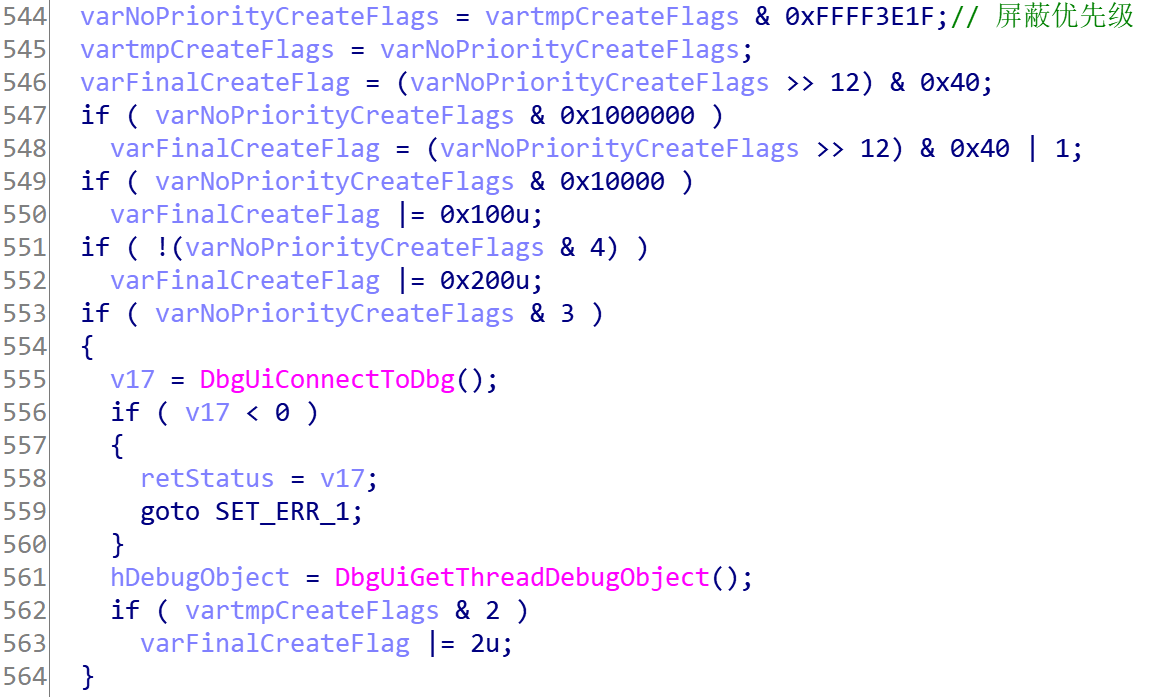 544 varNoPriorityCreateFlags = vartmpCreateFlags & 0xFFFF3E1F;// 屏蔽优先级
545 vartmpCreateFlags = varNoPriorityCreateFlags;
546 varFinalCreateFlag = (varNoPriorityCreateFlags >> 12) & 0x40;
547 if ( varNoPriorityCreateFlags & 0x1000000 )
548   varFinalCreateFlag = (varNoPriorityCreateFlags >> 12) & 0x40 | 1;
549 if ( varNoPriorityCreateFlags & 0x10000 )
550   varFinalCreateFlag |= 0x100u;
551 if ( !(varNoPriorityCreateFlags & 4) )
552   varFinalCreateFlag |= 0x200u;
553 if ( varNoPriorityCreateFlags & 3 )
554 {
555   v17 = DbgUiConnectToDbg();
556   if ( v17 < 0 )
557   {
558     retStatus = v17;
559     goto SET_ERR_1;
560   }
561   hDebugObject = DbgUiGetThreadDebugObject();
562   if ( vartmpCreateFlags & 2 )
563     varFinalCreateFlag |= 2u;
564 }